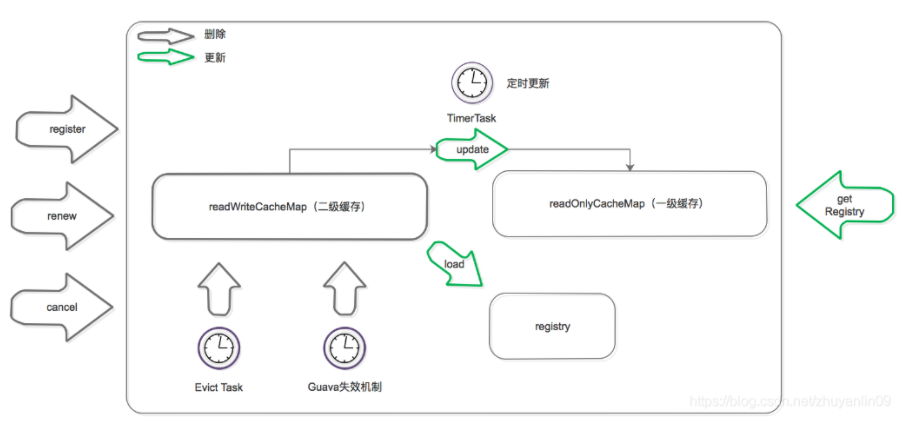 删除
更新
定时更新
TimerTask
register
update
readWriteCacheMap（二级缓存）
readOnlyCacheMap（一级缓存）
get
Registry
renew
load
cancel
registry
Evict Task
Guava失效机制
https://blog.csdn.net/zhuyanlin09